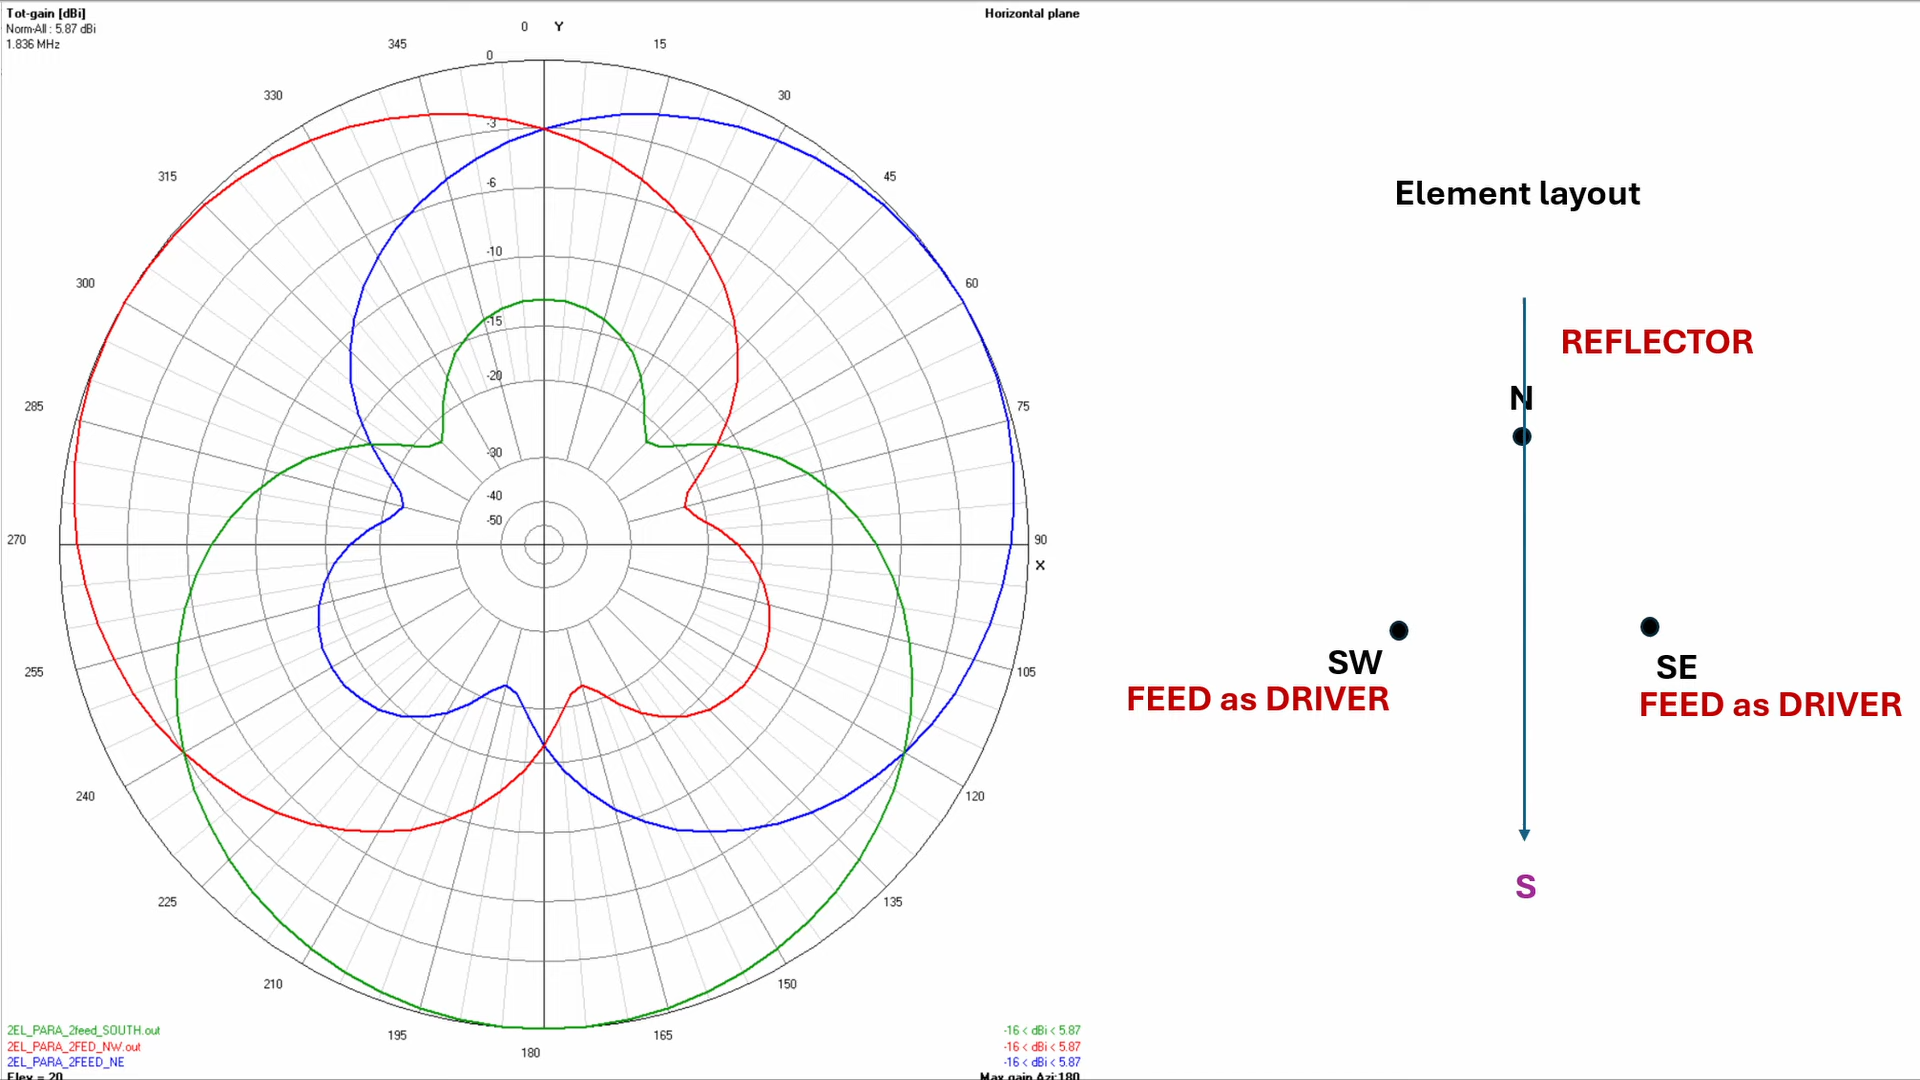 Tot-gain [dBi]
Norm-All : 5.87 dBi
1.836 MHz
Horizontal plane
0 Y
345
15
0
330
30
-3
315
45
-6
-10
300
60
-15
-20
285
75
-30
-40
-50
270
90
X
255
105
240
120
225
135
210
150
195
165
180
2EL_PARA_2feed_SOUTH.out
2EL_PARA_2FED_NW.out
2EL_PARA_2FEED_NE
Elev = 20
-16 < dBi < 5.87
-16 < dBi < 5.87
-16 < dBi < 5.87
Max gain Azi:180
Element layout
REFLECTOR
N
SW
FEED as DRIVER
SE
FEED as DRIVER
S